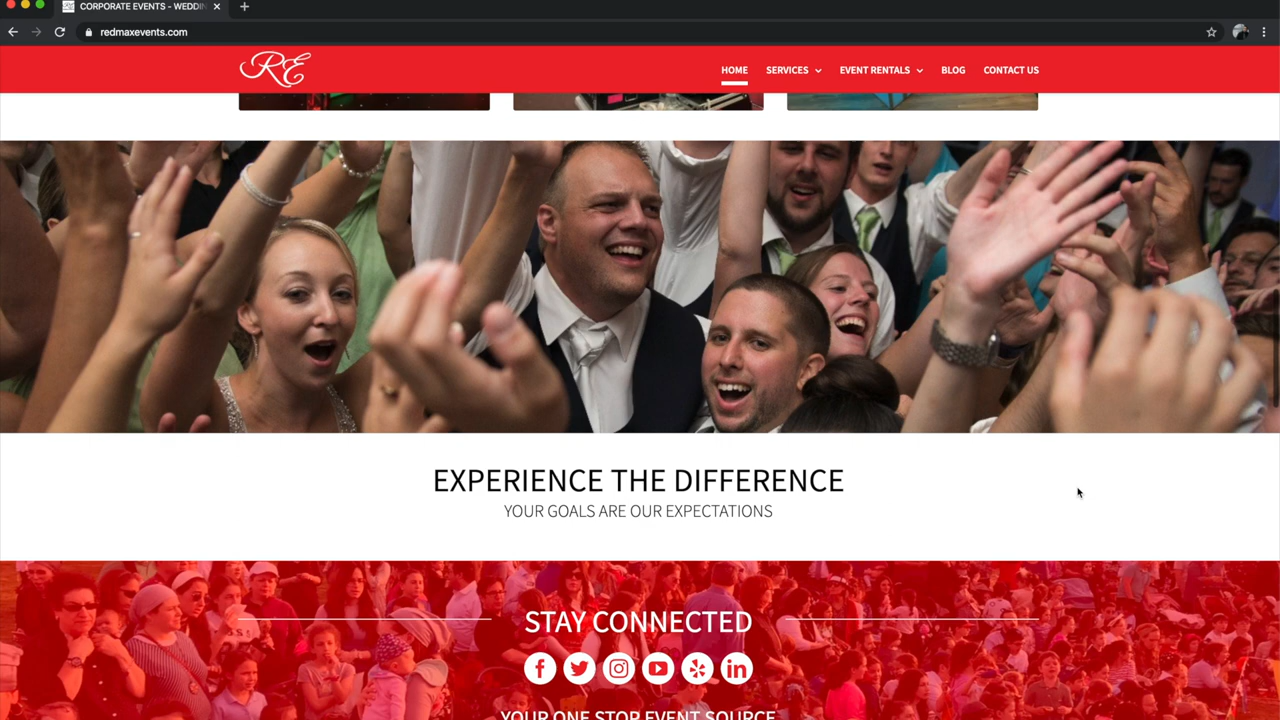 CORPORATE EVENTS - WEDDIN
redmaxevents.com
RE
HOME SERVICES EVENT RENTALS BLOG CONTACT US
EXPERIENCE THE DIFFERENCE
YOUR GOALS ARE OUR EXPECTATIONS
STAY CONNECTED
YOUR ONE STOP EVENT SOURCE